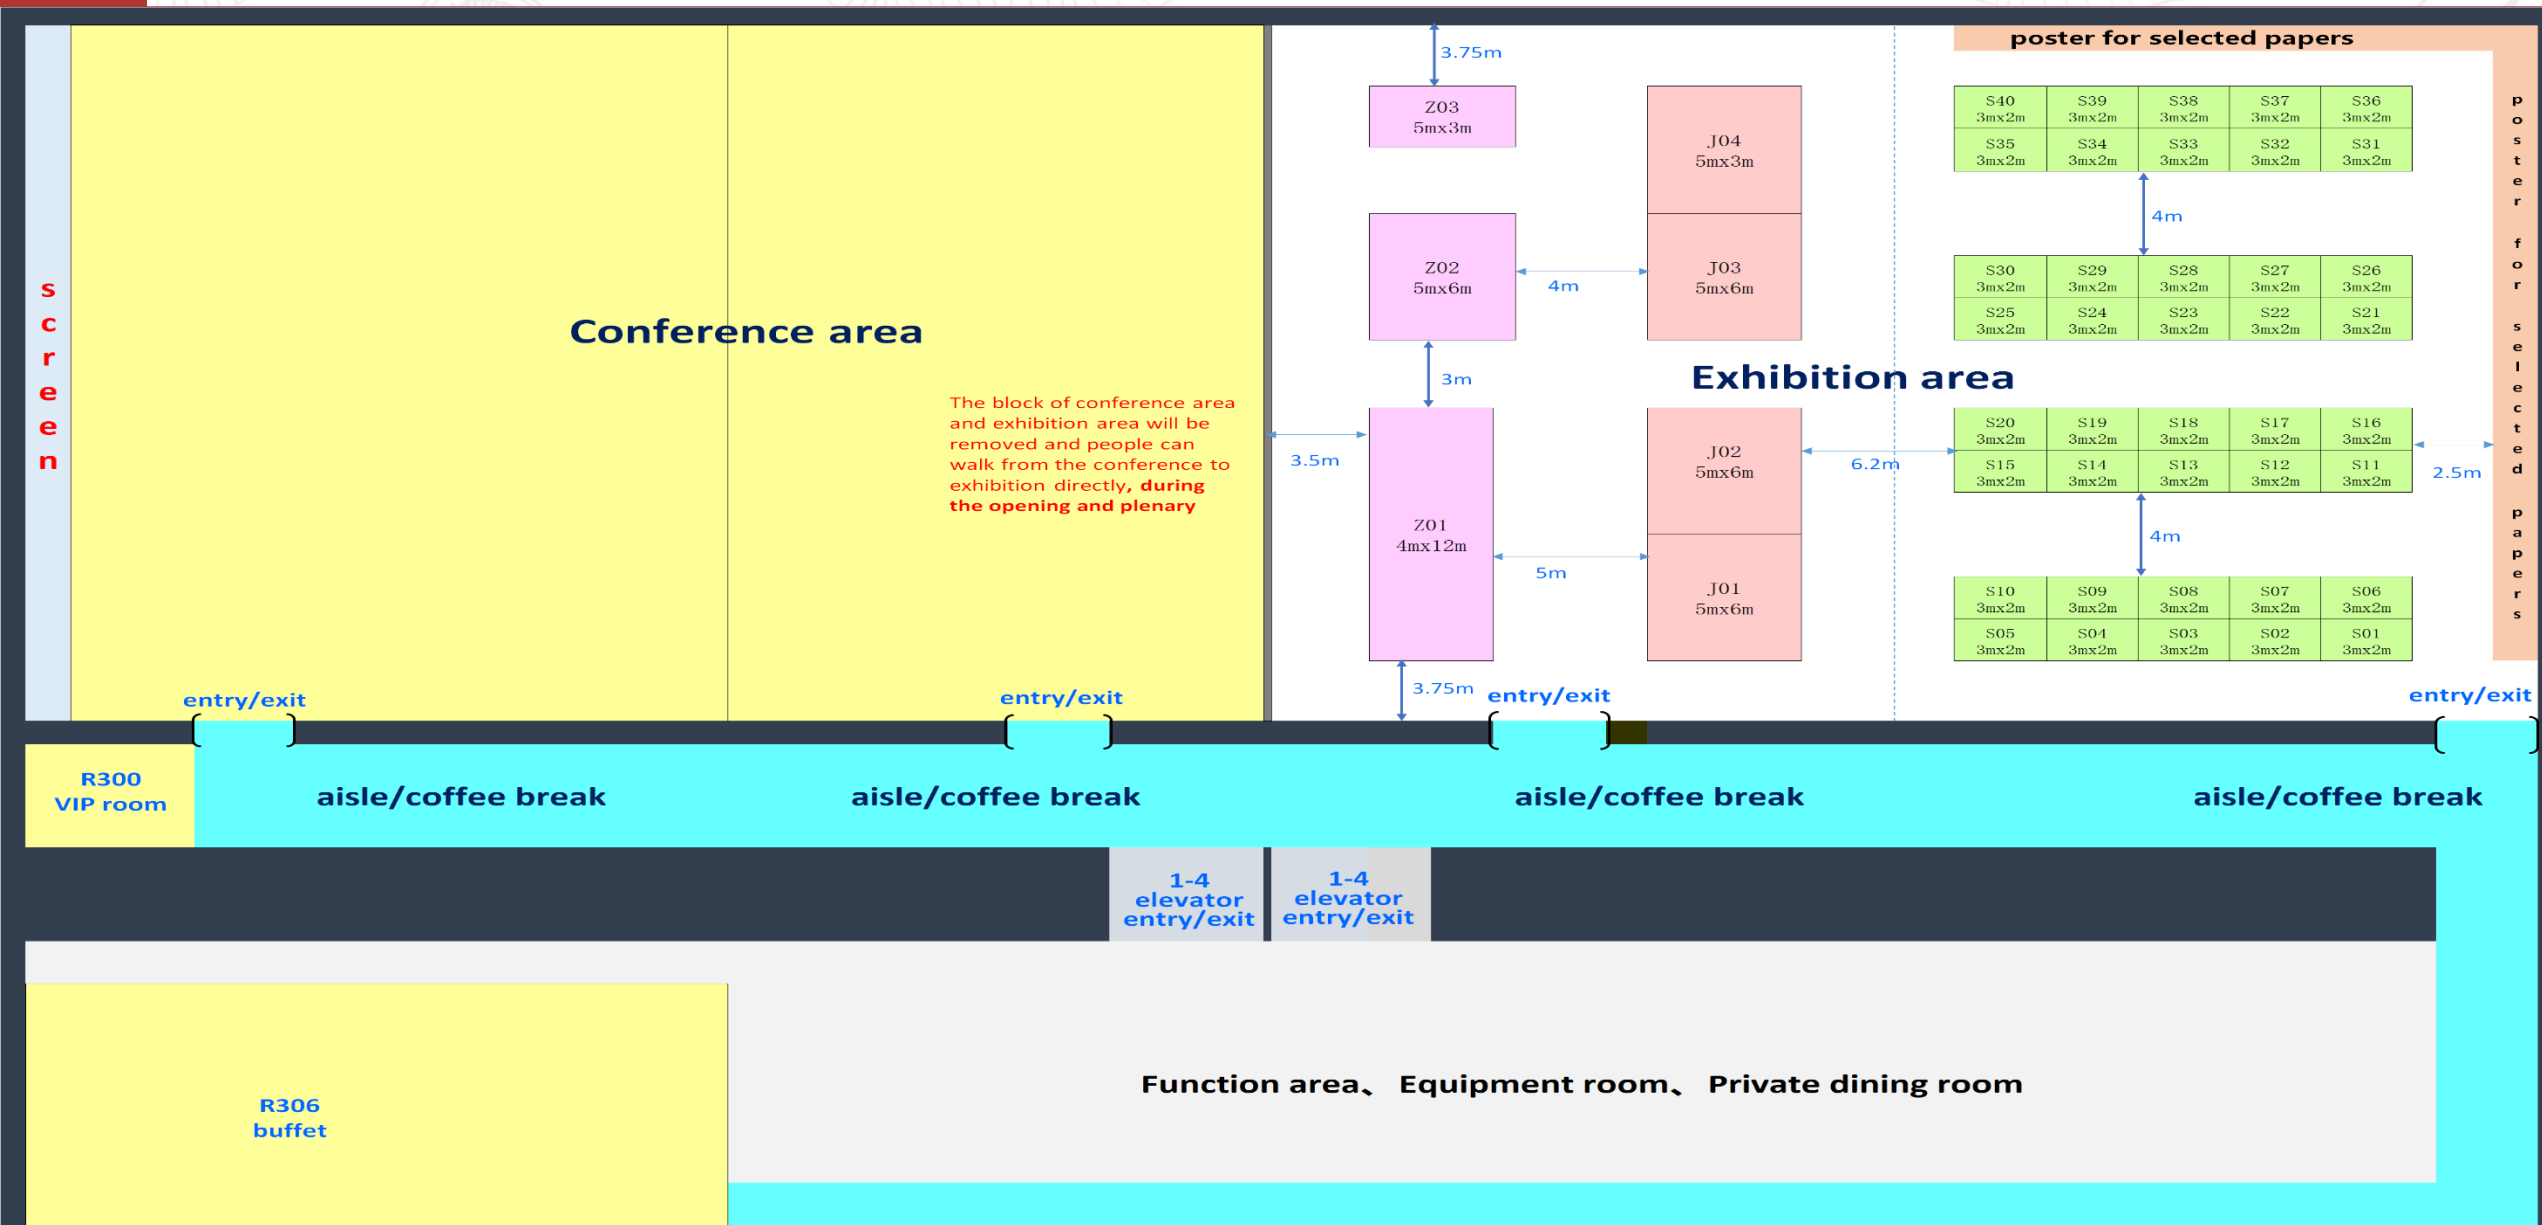 poster for selected papers
3.75m
Z03
5mx3m
J04
5mx3m
S40
3mx2m
S39
3mx2m
S38
3mx2m
S37
3mx2m
S36
3mx2m
S35
3mx2m
S34
3mx2m
S33
3mx2m
S32
3mx2m
S31
3mx2m
poster for selected papers
4m
screen
Z02
5mx6m
4m
J03
5mx6m
S30
3mx2m
S29
3mx2m
S28
3mx2m
S27
3mx2m
S26
3mx2m
S25
3mx2m
S24
3mx2m
S23
3mx2m
S22
3mx2m
S21
3mx2m
Conference area
3m
Exhibition area
The block of conference area
and exhibition area will be
removed and people can
walk from the conference to
exhibition directly, during
the opening and plenary
3.5m
J02
5mx6m
6.2m
S20
3mx2m
S19
3mx2m
S18
3mx2m
S17
3mx2m
S16
3mx2m
S15
3mx2m
S14
3mx2m
S13
3mx2m
S12
3mx2m
S11
3mx2m
2.5m
Z01
4mx12m
5m
4m
J01
5mx6m
S10
3mx2m
S09
3mx2m
S08
3mx2m
S07
3mx2m
S06
3mx2m
S05
3mx2m
S04
3mx2m
S03
3mx2m
S02
3mx2m
S01
3mx2m
entry/exit
entry/exit
3.75m
entry/exit
entry/exit
R300
VIP room
aisle/coffee break
aisle/coffee break
aisle/coffee break
aisle/coffee break
1-4
elevator
entry/exit
1-4
elevator
entry/exit
Function area、 Equipment room、 Private dining room
R306
buffet